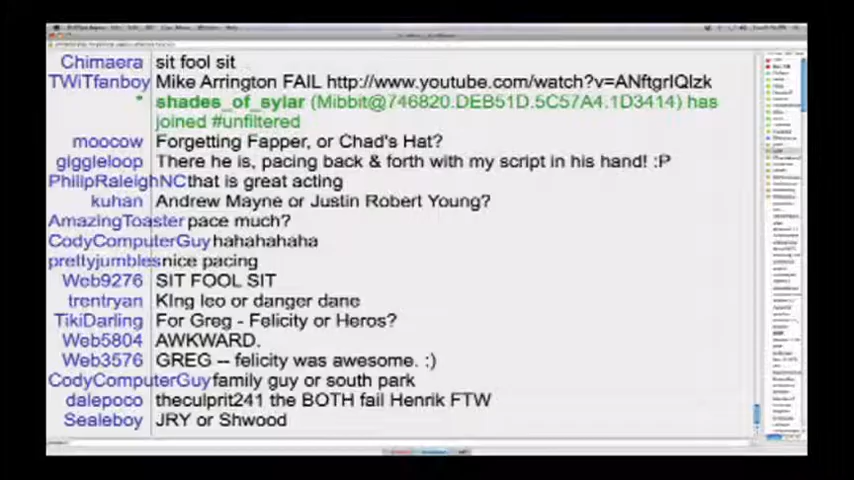 Chimaera sit fool sit
TWiTfanboy Mike Arrington FAIL http://www.youtube.com/watch?v=ANftgrIQIzk
* shades_of_sylar (Mibbit@746820.DEB51D.5C57A4.1D3414) has
joined #unfiltered
moocow Forgetting Fapper, or Chad's Hat?
giggleloop There he is, pacing back & forth with my script in his hand! :P
PhilipRaleighNC that is great acting
kuhan Andrew Mayne or Justin Robert Young?
AmazingToaster pace much?
CodyComputerGuy hahahahaha
prettyjumbles nice pacing
Web9276 SIT FOOL SIT
trentryan KIng leo or danger dane
TikiDarling For Greg - Felicity or Heros?
Web5804 AWKWARD.
Web3576 GREG -- felicity was awesome. :)
CodyComputerGuy family guy or south park
dalepoco theculprit241 the BOTH fail Henrik FTW
Sealeboy JRY or Shwood